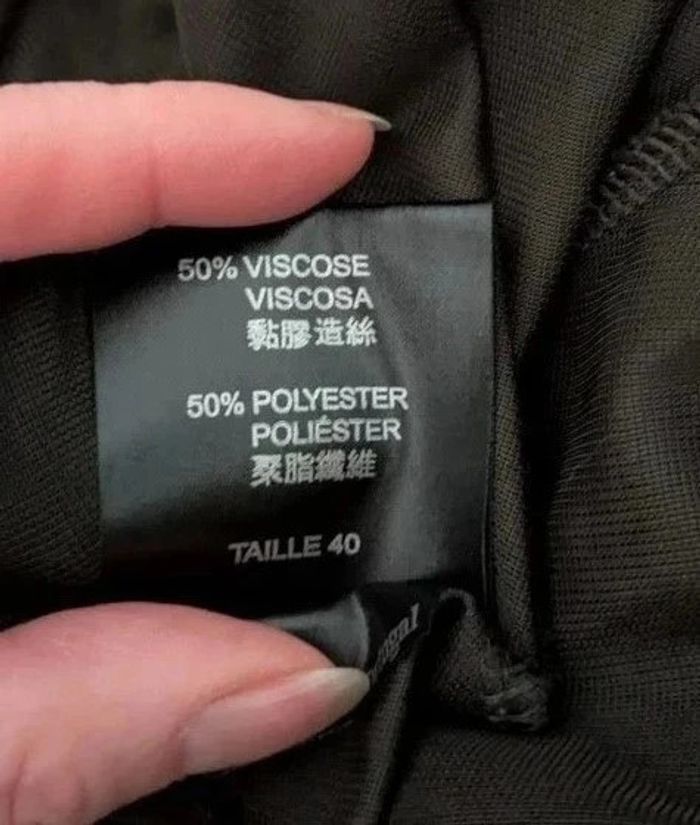 50% VISCOSE
VISCOSA
黏膠造絲
50% POLYESTER
POLIÉSTER
聚脂纖維
TAILLE 40